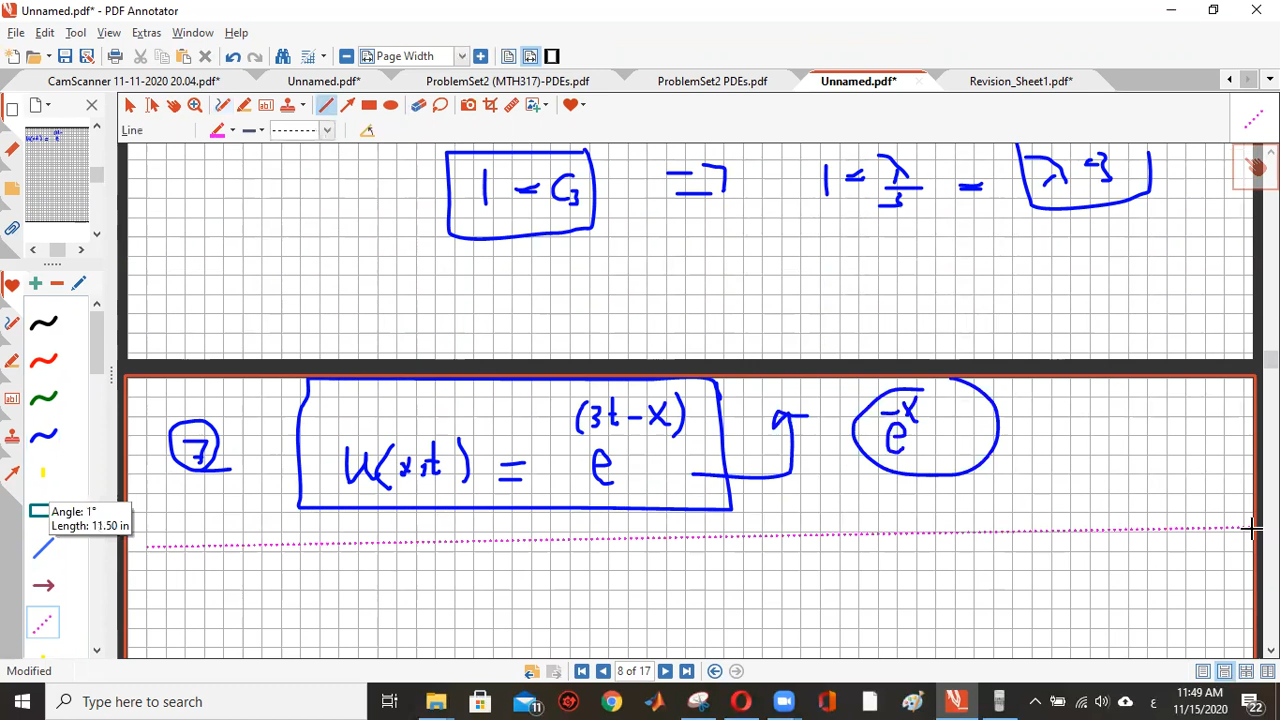 Unnamed.pdf* - PDF Annotator
File Edit Tool View Extras Window Help
Page Width
CamScanner 11-11-2020 20.04.pdf* Unnamed.pdf* ProblemSet2 (MTH317)-PDEs.pdf ProblemSet2 PDEs.pdf Unnamed.pdf* Revision_Sheet1.pdf*
Line
1 = C₃ ⇒ 1 = λ/3 = λ=3
7 u(x,t) = e^(3t-x) e^-x
Angle: 1°
Length: 11.50 in
Modified
8 of 17
Type here to search
11
ع
11:49 AM
11/15/2020
22